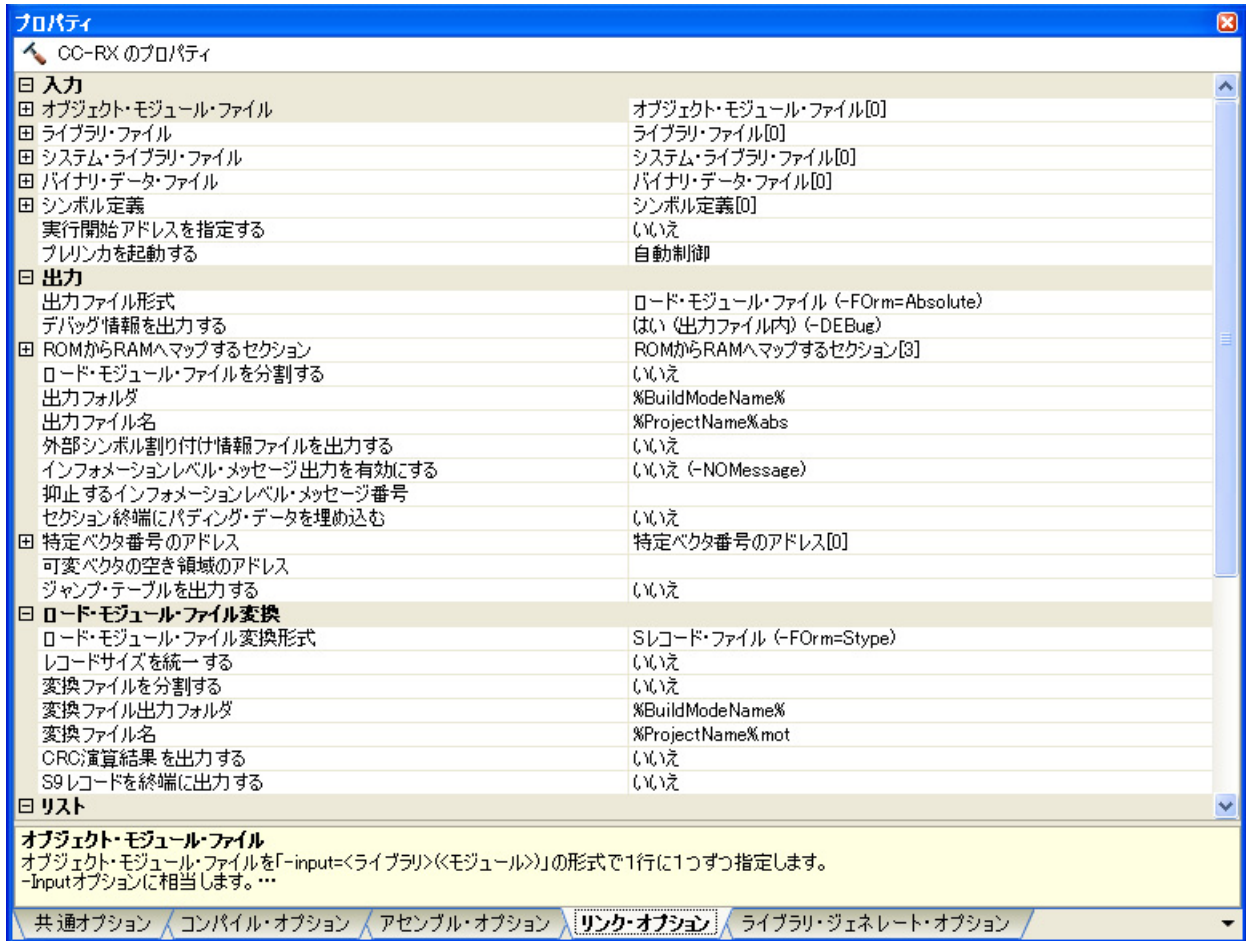 プロパティ
CC-RX のプロパティ
入力
オブジェクト・モジュール・ファイル オブジェクト・モジュール・ファイル[0]
ライブラリ・ファイル ライブラリ・ファイル[0]
システム・ライブラリ・ファイル システム・ライブラリ・ファイル[0]
バイナリ・データ・ファイル バイナリ・データ・ファイル[0]
シンボル定義 シンボル定義[0]
実行開始アドレスを指定する いいえ
プレリンカを起動する 自動制御
出力
出力ファイル形式 ロード・モジュール・ファイル (-FOrm=Absolute)
デバッグ情報を出力する はい (出力ファイル内) (-DEBug)
ROMからRAMへマップするセクション ROMからRAMへマップするセクション[3]
ロード・モジュール・ファイルを分割する いいえ
出力フォルダ %BuildModeName%
出力ファイル名 %ProjectName%.abs
外部シンボル割り付け情報ファイルを出力する いいえ
インフォメーションレベル・メッセージ出力を有効にする いいえ (-NOMessage)
抑止するインフォメーションレベル・メッセージ番号
セクション終端にパディング・データを埋め込む いいえ
特定ベクタ番号のアドレス 特定ベクタ番号のアドレス[0]
可変ベクタの空き領域のアドレス
ジャンプ・テーブルを出力する いいえ
ロード・モジュール・ファイル変換
ロード・モジュール・ファイル変換形式 Sレコード・ファイル (-FOrm=Stype)
レコードサイズを統一する いいえ
変換ファイルを分割する いいえ
変換ファイル出力フォルダ %BuildModeName%
変換ファイル名 %ProjectName%.mot
CRC演算結果を出力する いいえ
S9レコードを終端に出力する いいえ
リスト
オブジェクト・モジュール・ファイル
オブジェクト・モジュール・ファイルを「-input=<ライブラリ>(<モジュール>)」の形式で1行に1つずつ指定します。
-Inputオプションに相当します。…
共通オプション コンパイル・オプション アセンブル・オプション リンク・オプション ライブラリ・ジェネレート・オプション